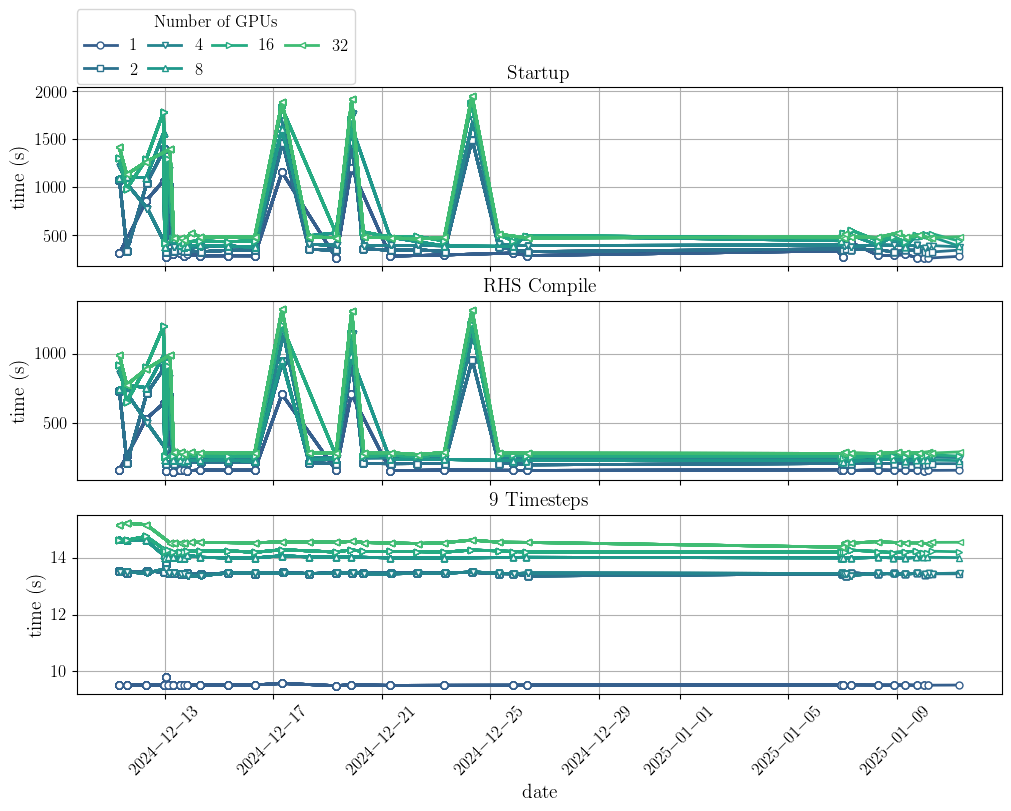 Number of GPUs
1 4 16 32
2 8
Startup
2000
1500
1000
500
time (s)
RHS Compile
1000
500
time (s)
9 Timesteps
14
12
10
time (s)
2024−12−13 2024−12−17 2024−12−21 2024−12−25 2024−12−29 2025−01−01 2025−01−05 2025−01−09
date